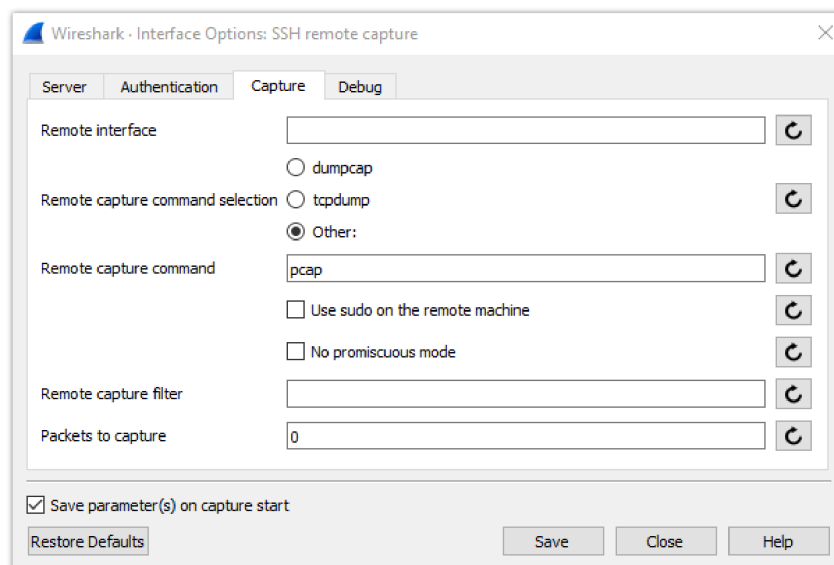 Wireshark · Interface Options: SSH remote capture
Server Authentication Capture Debug
Remote interface
dumpcap
Remote capture command selection tcpdump
Other:
Remote capture command pcap
Use sudo on the remote machine
No promiscuous mode
Remote capture filter
Packets to capture 0
Save parameter(s) on capture start
Restore Defaults Save Close Help